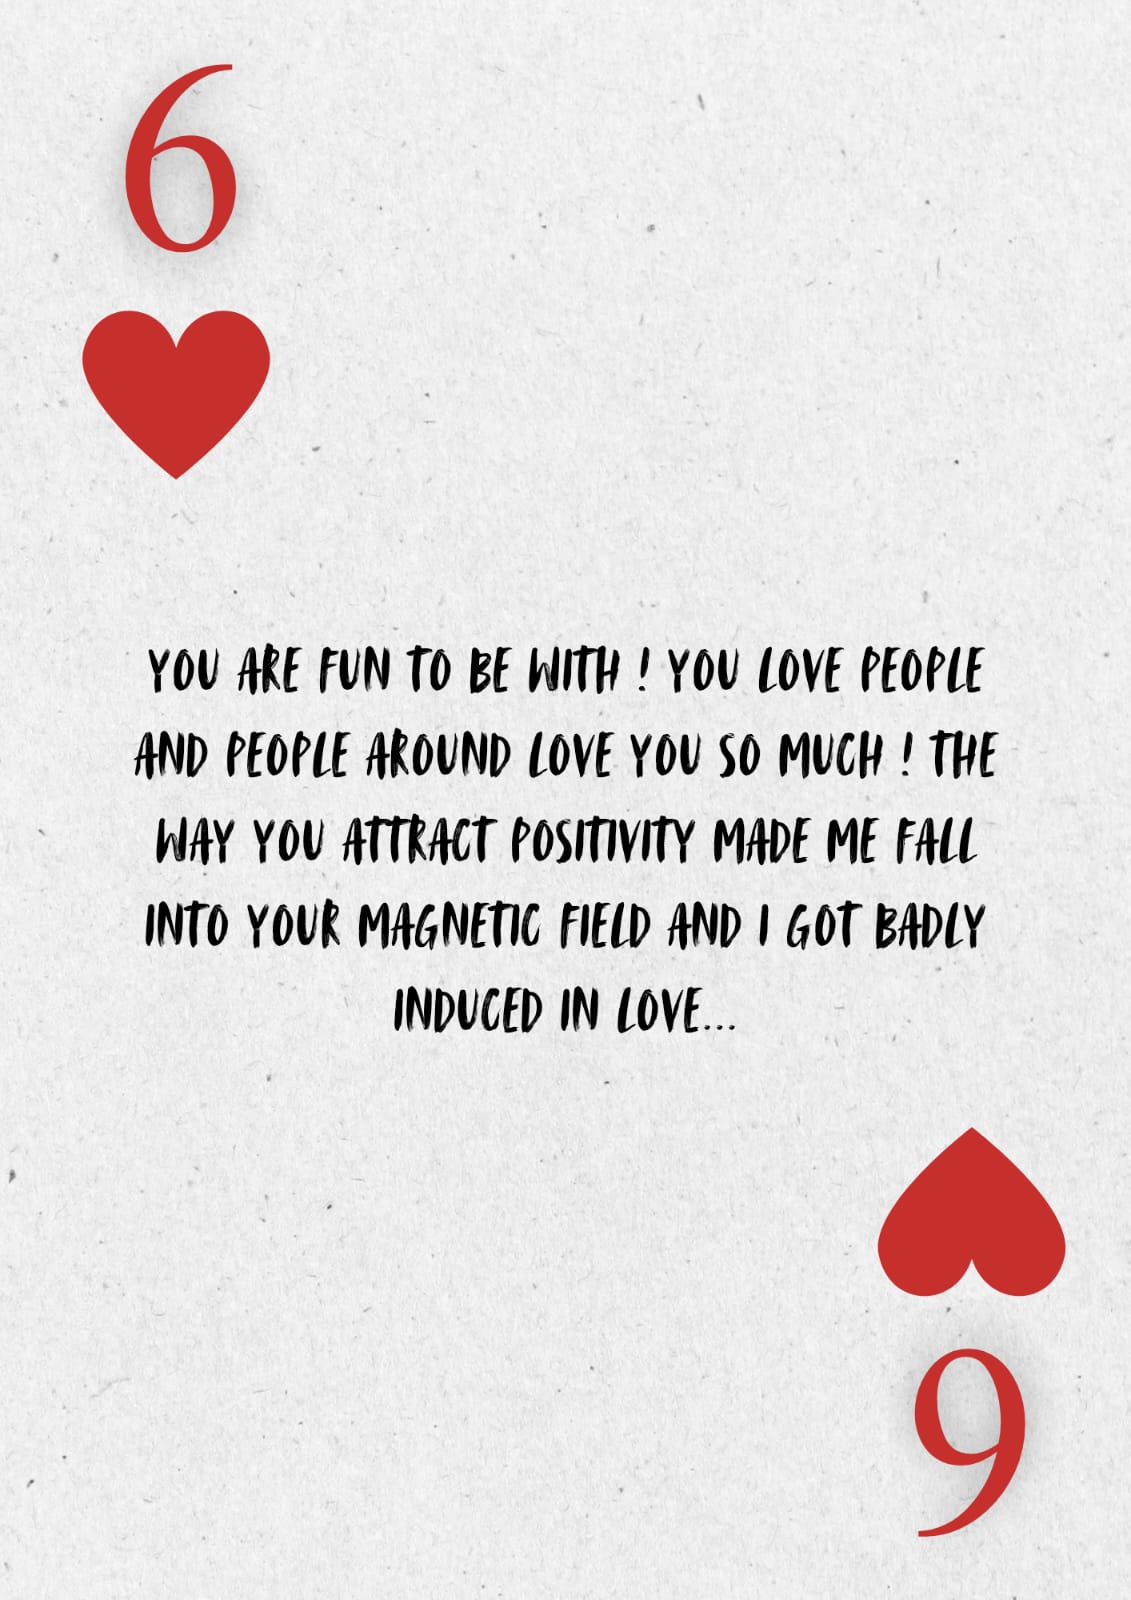 6
YOU ARE FUN TO BE WITH ! YOU LOVE PEOPLE
AND PEOPLE AROUND LOVE YOU SO MUCH ! THE
WAY YOU ATTRACT POSITIVITY MADE ME FALL
INTO YOUR MAGNETIC FIELD AND I GOT BADLY
INDUCED IN LOVE...
6